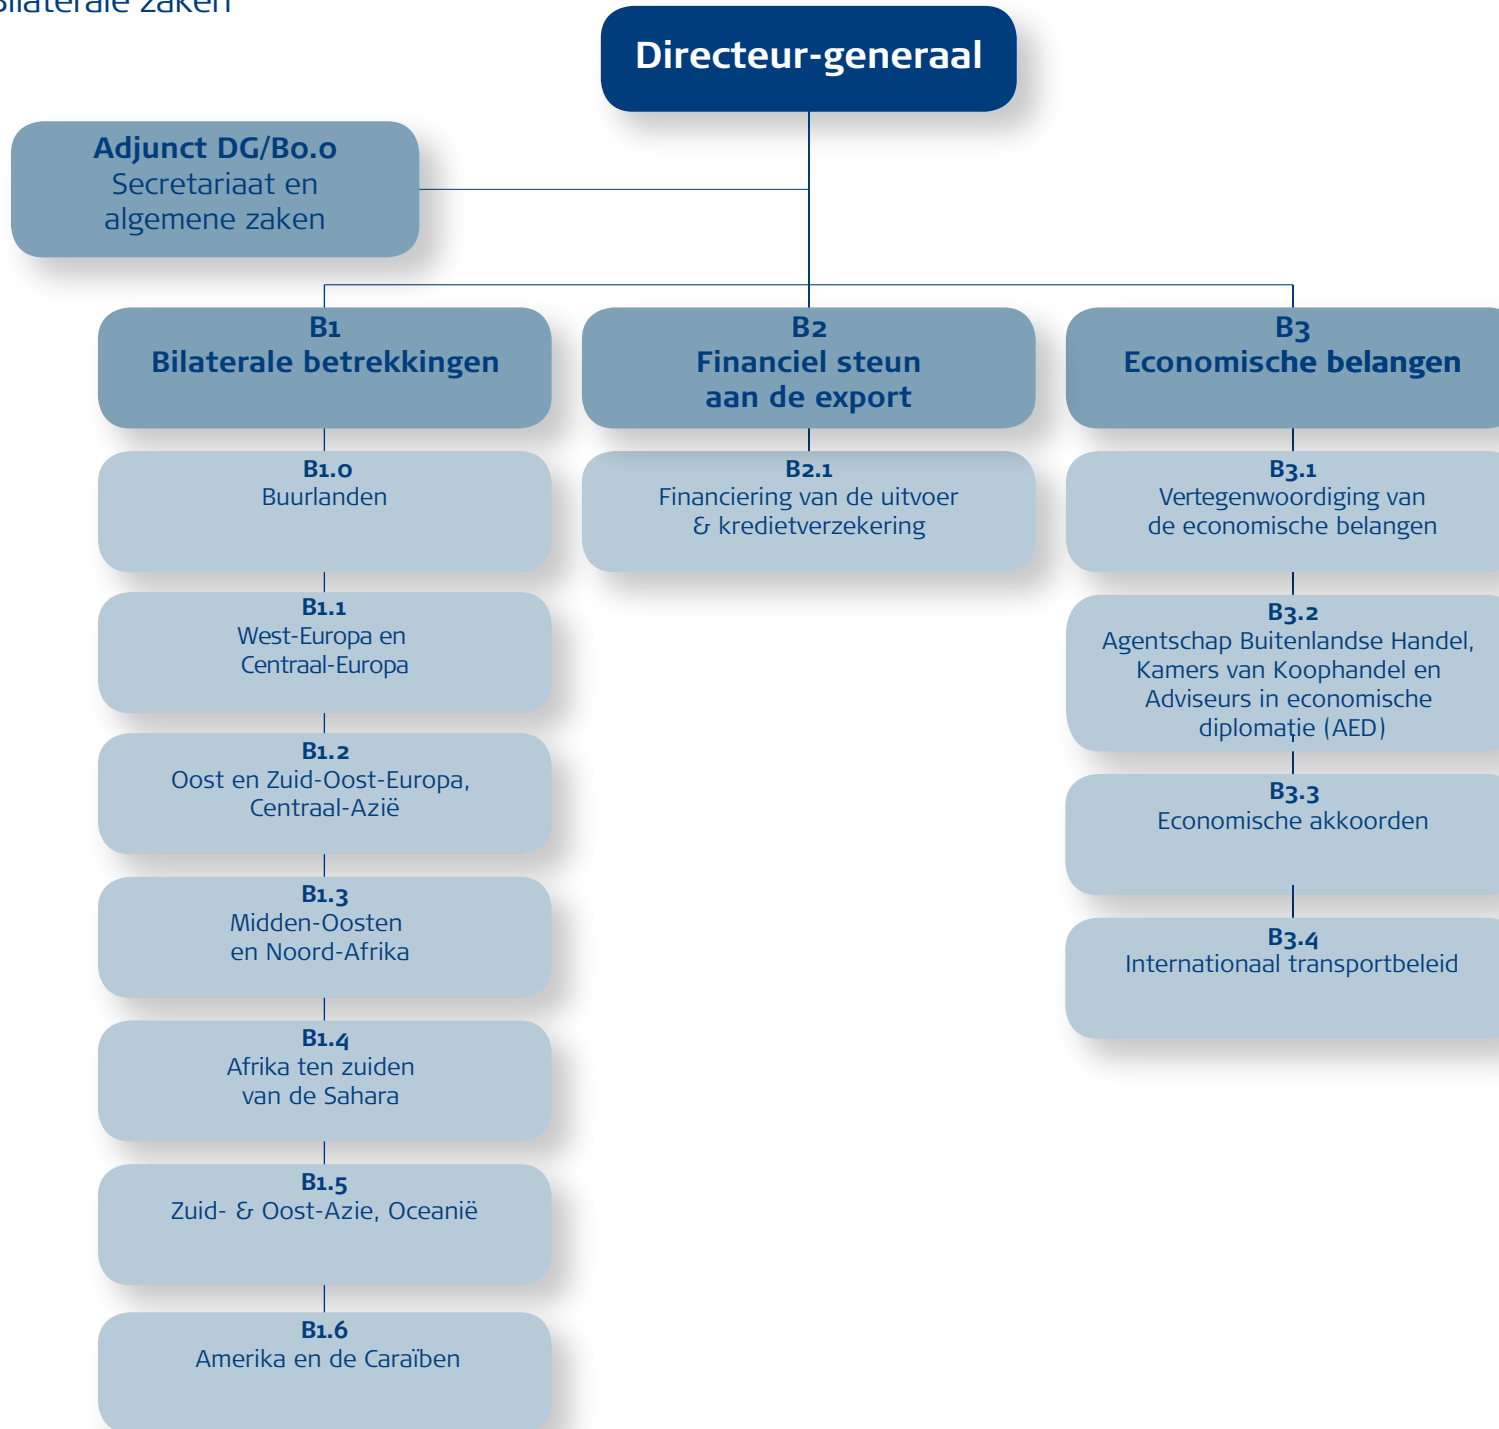 Bilaterale zaken
Directeur-generaal
Adjunct DG/B0.0
Secretariaat en
algemene zaken
B1
Bilaterale betrekkingen
B1.0
Buurlanden
B1.1
West-Europa en
Centraal-Europa
B1.2
Oost en Zuid-Oost-Europa,
Centraal-Azië
B1.3
Midden-Oosten
en Noord-Afrika
B1.4
Afrika ten zuiden
van de Sahara
B1.5
Zuid- & Oost-Azie, Oceanië
B1.6
Amerika en de Caraïben
B2
Financiel steun
aan de export
B2.1
Financiering van de uitvoer
& kredietverzekering
B3
Economische belangen
B3.1
Vertegenwoordiging van
de economische belangen
B3.2
Agentschap Buitenlandse Handel,
Kamers van Koophandel en
Adviseurs in economische
diplomatie (AED)
B3.3
Economische akkoorden
B3.4
Internationaal transportbeleid